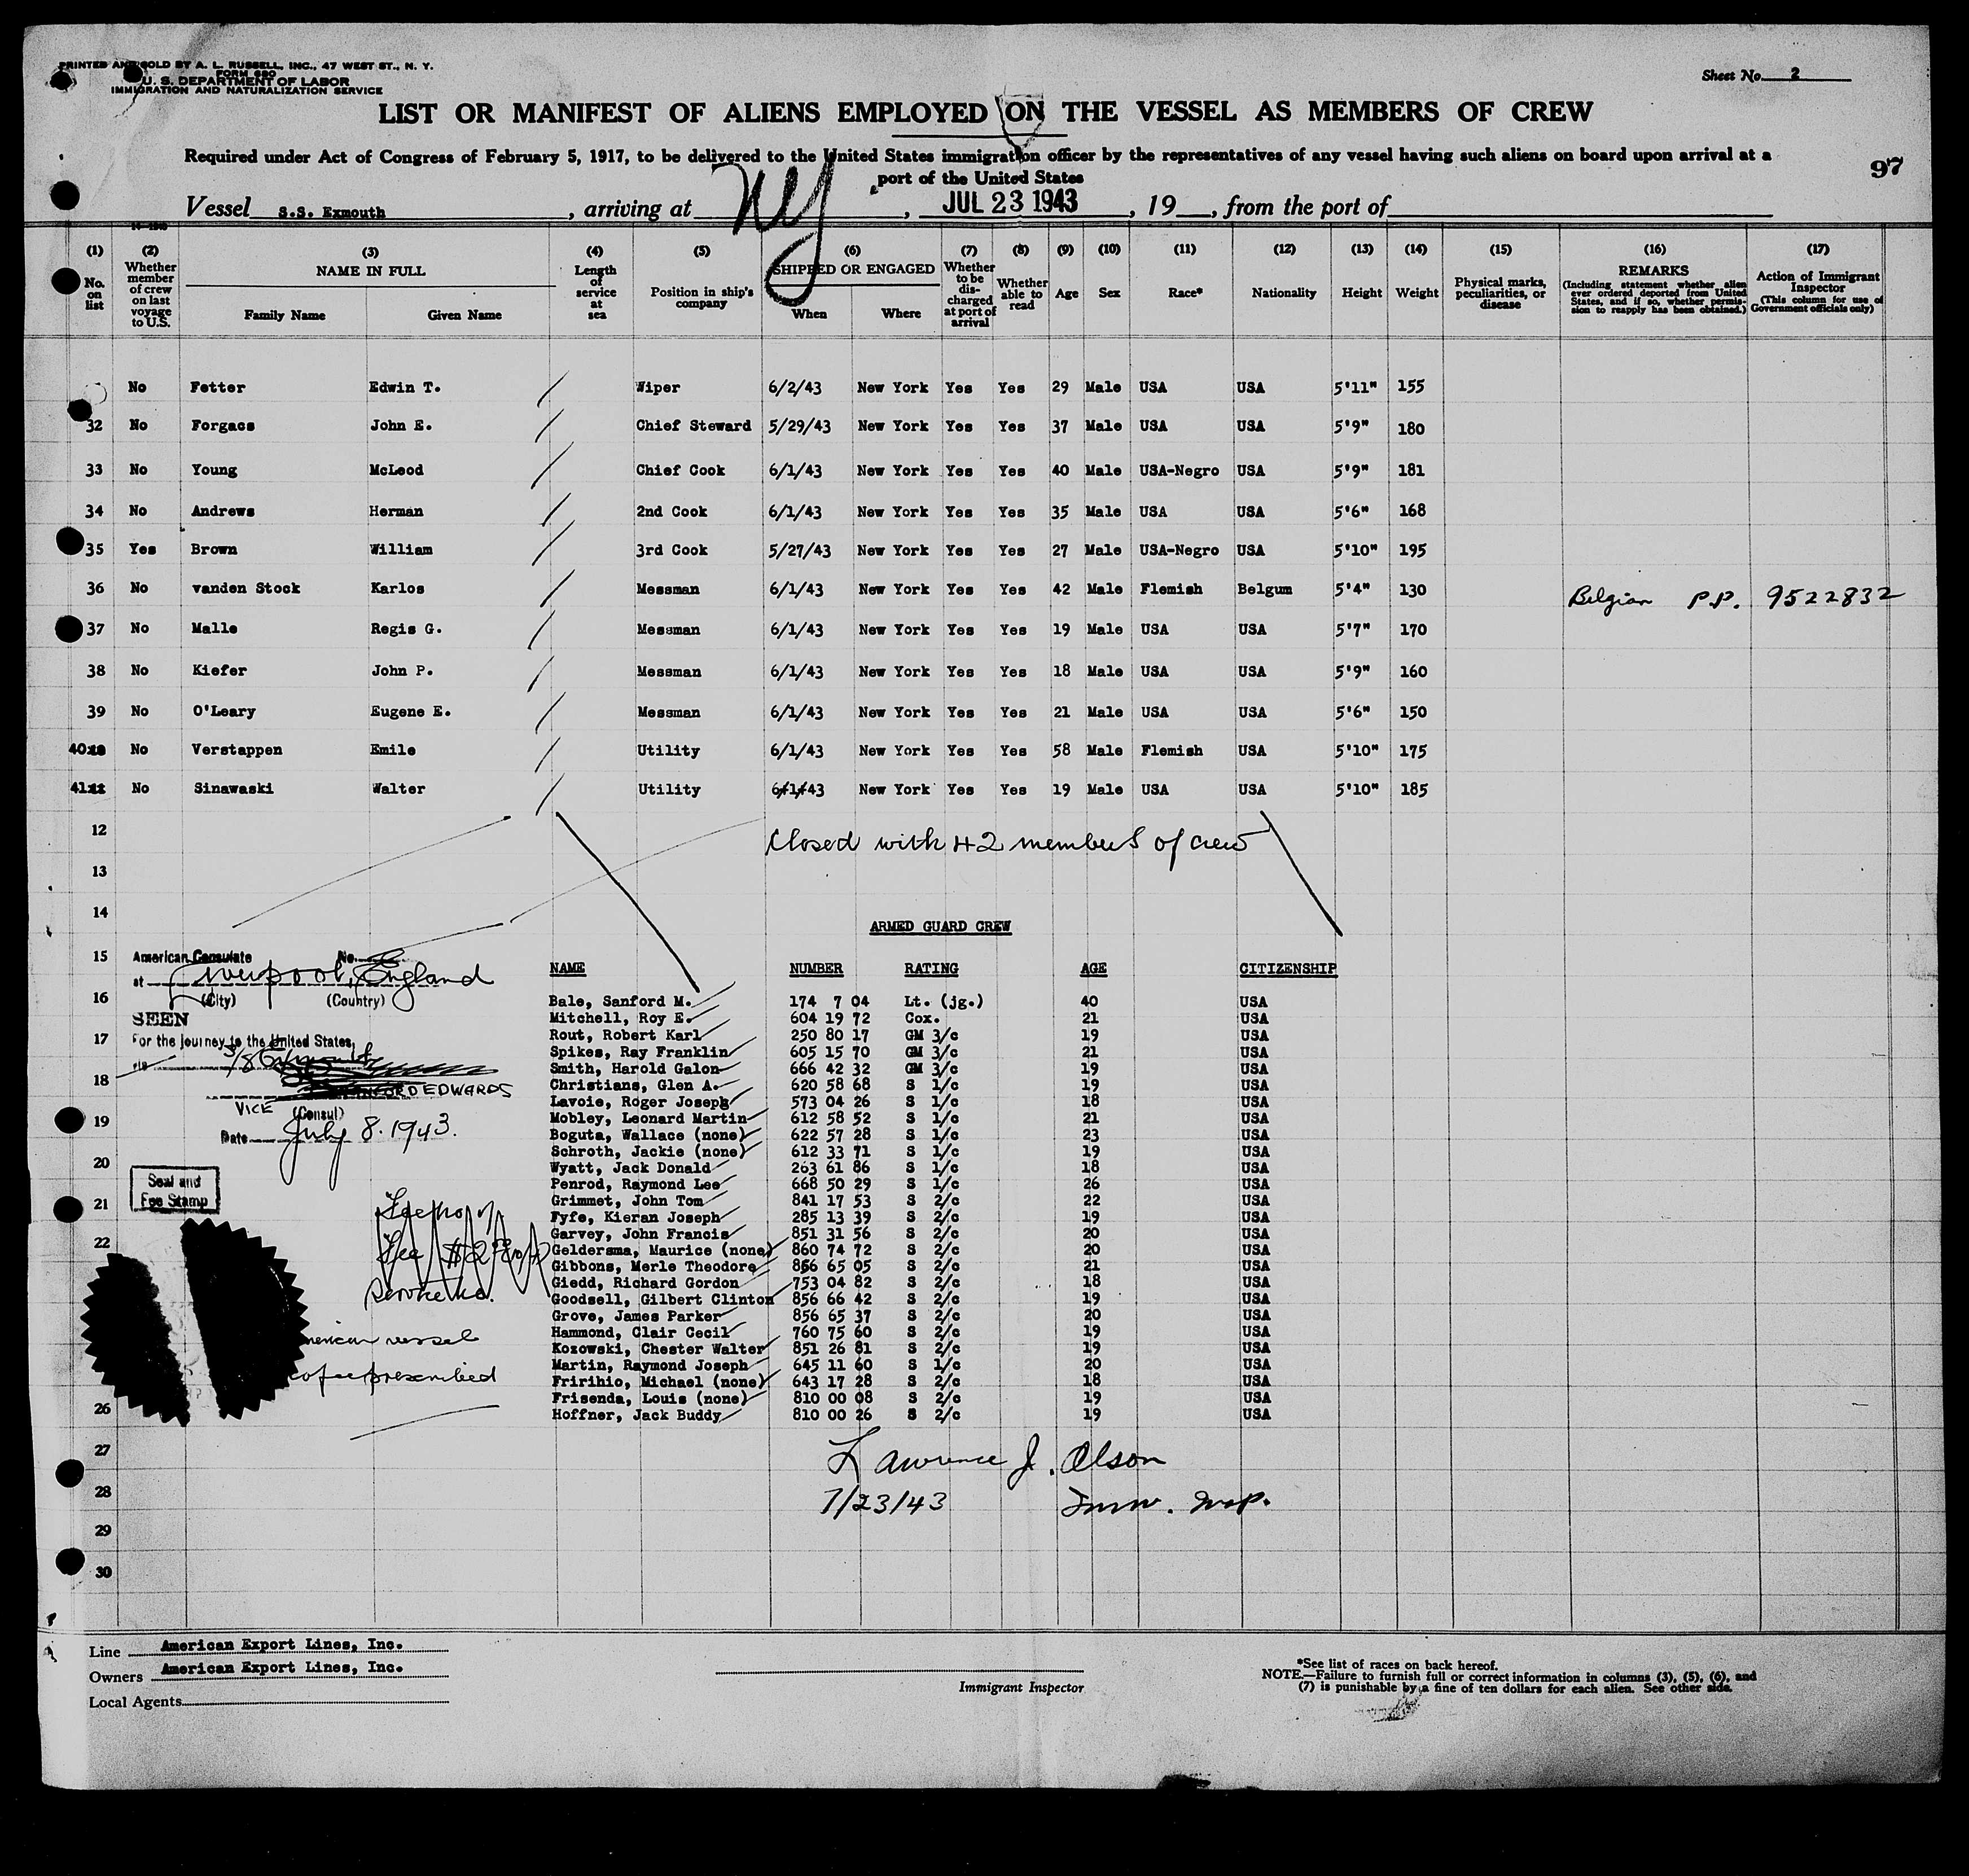 PRINTED AND SOLD BY A. L. RUSSELL, INC., 47 WEST ST., N. Y.
FORM 680
U. S. DEPARTMENT OF LABOR
IMMIGRATION AND NATURALIZATION SERVICE
Sheet No. 2
LIST OR MANIFEST OF ALIENS EMPLOYED ON THE VESSEL AS MEMBERS OF CREW
Required under Act of Congress of February 5, 1917, to be delivered to the United States immigration officer by the representatives of any vessel having such aliens on board upon arrival at a
port of the United States
97
Vessel S.S. Exmouth, arriving at NY, JUL 23 1943, 19, from the port of
(1) (2) (3) (4) (5) (6) (7) (8) (9) (10) (11) (12) (13) (14) (15) (16) (17)
No. on list
Whether member of crew on last voyage to U.S.
NAME IN FULL
Family Name Given Name
Length of service at sea
Position in ship's company
SHIPPED OR ENGAGED
When Where
Whether to be discharged at port of arrival
Whether able to read
Age
Sex
Race*
Nationality
Height
Weight
Physical marks, peculiarities, or disease
REMARKS
(Including statement whether alien ever ordered deported from United States, and if so, whether permission to reapply has been obtained.)
Action of Immigrant Inspector
(This column for use of Government officials only)
No Fetter Edwin T. Wiper 6/2/43 New York Yes Yes 29 Male USA USA 5'11" 155
32 No Forgacs John E. Chief Steward 5/29/43 New York Yes Yes 37 Male USA USA 5'9" 180
33 No Young McLeod Chief Cook 6/1/43 New York Yes Yes 40 Male USA-Negro USA 5'9" 181
34 No Andrews Herman 2nd Cook 6/1/43 New York Yes Yes 35 Male USA USA 5'6" 168
35 Yes Brown William 3rd Cook 5/27/43 New York Yes Yes 27 Male USA-Negro USA 5'10" 195
36 No vanden Stock Karlos Messman 6/1/43 New York Yes Yes 42 Male Flemish Belgum 5'4" 130 Belgian P.P. 9522832
37 No Malle Regis G. Messman 6/1/43 New York Yes Yes 19 Male USA USA 5'7" 170
38 No Kiefer John P. Messman 6/1/43 New York Yes Yes 18 Male USA USA 5'9" 160
39 No O'Leary Eugene E. Messman 6/1/43 New York Yes Yes 21 Male USA USA 5'6" 150
40 No Verstappen Emile Utility 6/1/43 New York Yes Yes 58 Male Flemish USA 5'10" 175
41 No Sinawaski Walter Utility 6/1/43 New York Yes Yes 19 Male USA USA 5'10" 185
12
Closed with 42 members of crew
13
14
ARMED GUARD CREW
15
American Consulate No.
at Liverpool, England
(City) (Country)
SEEN
For the journey to the United States,
S/S Exmouth
EDWARDS
VICE (Consul)
Date July 8. 1943.
Seal and
Fee Stamp
Service No.
American vessel
no fee prescribed
NAME NUMBER RATING AGE CITIZENSHIP
16 Bale, Sanford M. 174 7 04 Lt. (jg.) 40 USA
Mitchell, Roy E. 604 19 72 Cox. 21 USA
17 Rout, Robert Karl 250 80 17 GM 3/c 19 USA
Spikes, Ray Franklin 605 15 70 GM 3/c 21 USA
Smith, Harold Galon 666 42 32 GM 3/c 19 USA
18 Christians, Glen A. 620 58 68 S 1/c 19 USA
Lavoie, Roger Joseph 573 04 26 S 1/c 18 USA
19 Mobley, Leonard Martin 612 58 52 S 1/c 21 USA
Boguta, Wallace (none) 622 57 28 S 1/c 23 USA
Schroth, Jackie (none) 612 33 71 S 1/c 19 USA
20 Wyatt, Jack Donald 263 61 86 S 1/c 18 USA
Penrod, Raymond Lee 668 50 29 S 1/c 26 USA
21 Grimmet, John Tom 841 17 53 S 2/c 22 USA
Fyfe, Kieran Joseph 285 13 39 S 2/c 19 USA
22 Garvey, John Francis 851 31 56 S 2/c 20 USA
Geldersma, Maurice (none) 860 74 72 S 2/c 20 USA
Gibbons, Merle Theodore 856 65 05 S 2/c 21 USA
Giedd, Richard Gordon 753 04 82 S 2/c 18 USA
Goodsell, Gilbert Clinton 856 66 42 S 2/c 19 USA
Grove, James Parker 856 65 37 S 2/c 20 USA
Hammond, Clair Cecil 760 75 60 S 2/c 19 USA
Kozowski, Chester Walter 851 26 81 S 2/c 19 USA
Martin, Raymond Joseph 645 11 60 S 1/c 20 USA
Fririhio, Michael (none) 643 17 28 S 2/c 18 USA
Frisenda, Louis (none) 810 00 08 S 2/c 19 USA
26 Hoffner, Jack Buddy 810 00 26 S 2/c 19 USA
27
Lawrence J. Olson
28
7/23/43 Imm. Insp.
29
30
Line American Export Lines, Inc.
Owners American Export Lines, Inc.
Local Agents
Immigrant Inspector
*See list of races on back hereof.
NOTE.—Failure to furnish full or correct information in columns (3), (5), (6), and
(7) is punishable by a fine of ten dollars for each alien. See other side.